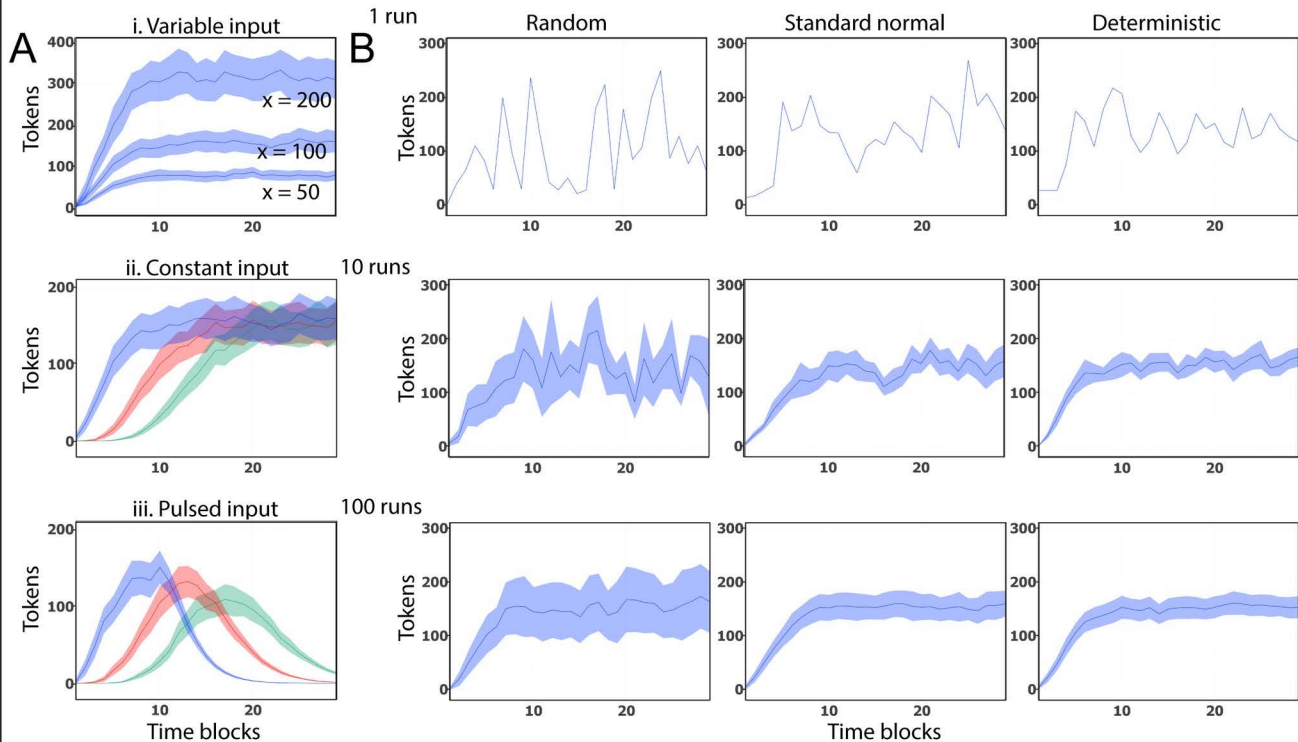 A
i. Variable input
400
300
200
100
0
x = 200
x = 100
x = 50
10 20
Tokens
ii. Constant input
200
100
0
10 20
Tokens
iii. Pulsed input
200
100
0
10 20
Tokens
Time blocks
B
1 run
Random Standard normal Deterministic
Tokens
300 300 300
200 200 200
100 100 100
0 0 0
10 20 10 20 10 20
10 runs
Tokens
300 300 300
200 200 200
100 100 100
0 0 0
10 20 10 20 10 20
100 runs
Tokens
300 300 300
200 200 200
100 100 100
0 0 0
10 20 10 20 10 20
Time blocks